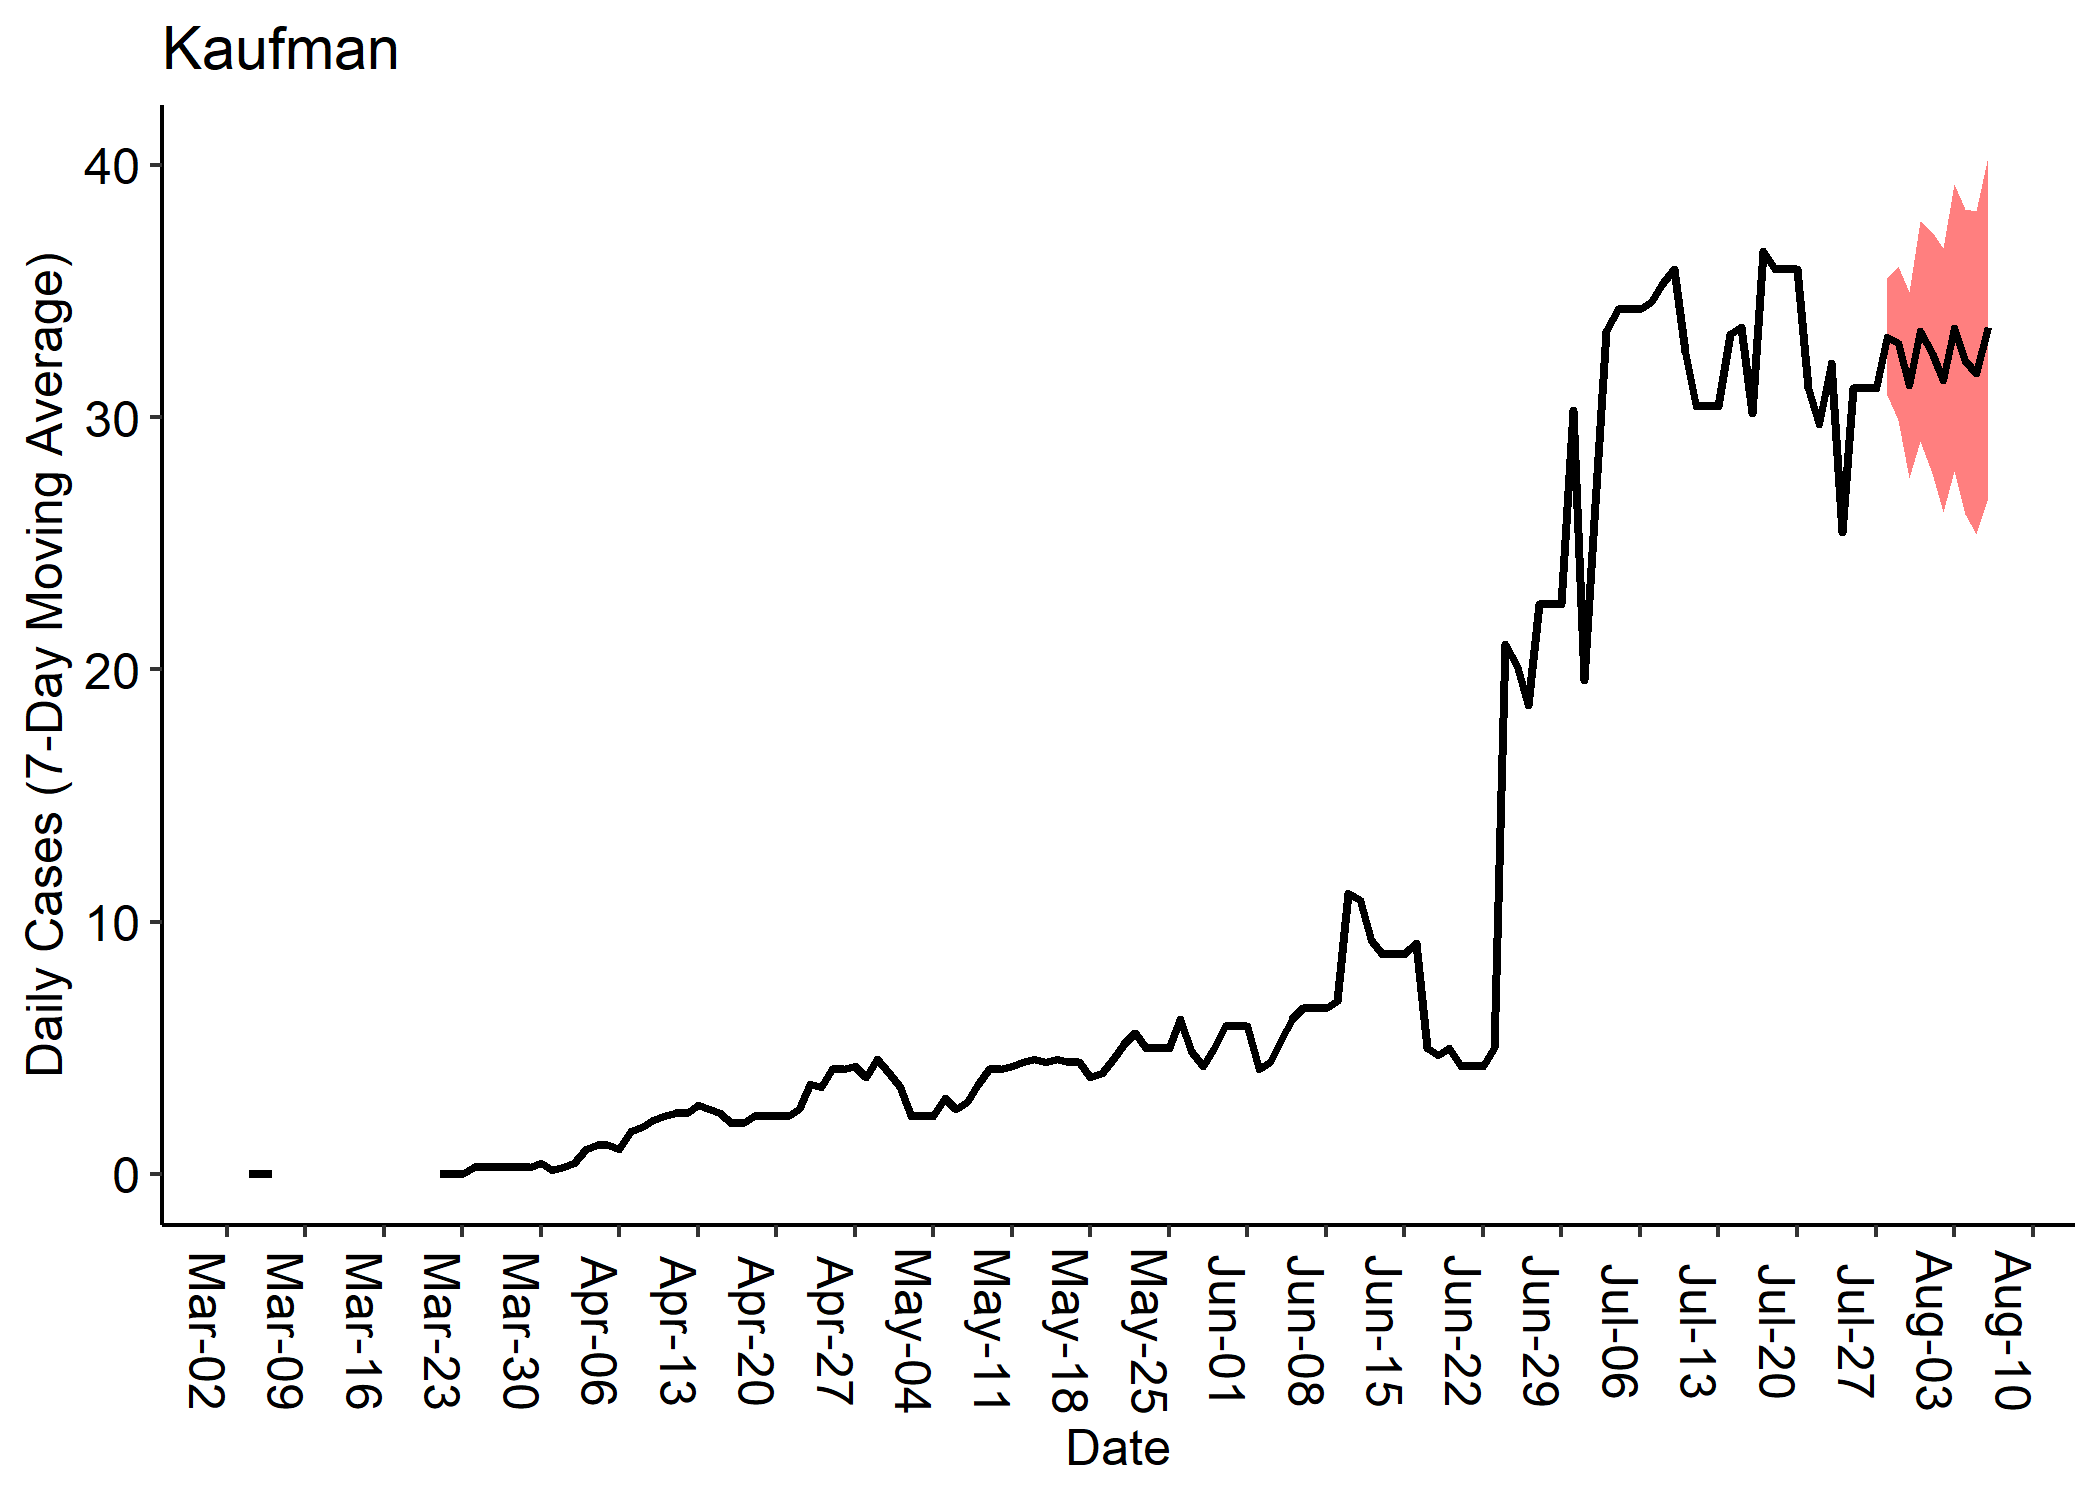 Kaufman
Daily Cases (7-Day Moving Average)
40
30
20
10
0
Mar-02
Mar-09
Mar-16
Mar-23
Mar-30
Apr-06
Apr-13
Apr-20
Apr-27
May-04
May-11
May-18
May-25
Jun-01
Jun-08
Jun-15
Jun-22
Jun-29
Jul-06
Jul-13
Jul-20
Jul-27
Aug-03
Aug-10
Date